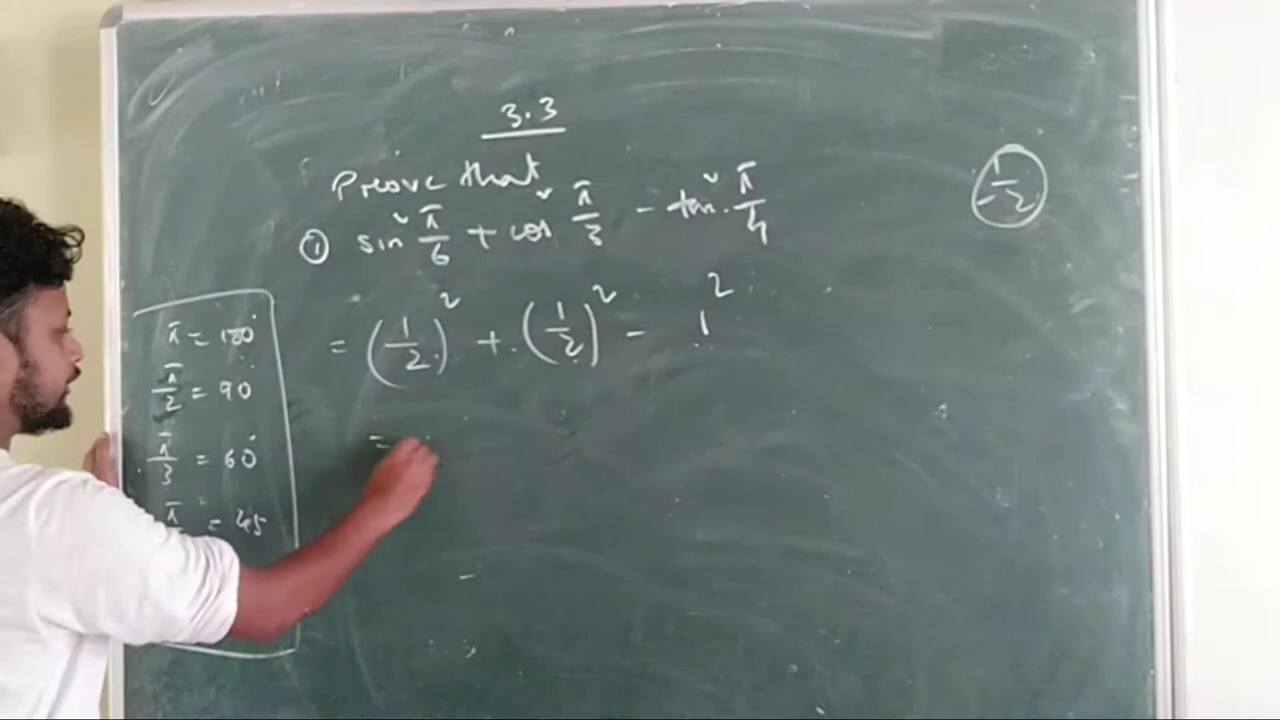 3.3
Prove that
① sin² π/6 + cos² π/3 - tan² π/4
= (1/2)² + (1/2)² - 1²
=
-1/2
π = 180°
π/2 = 90
π/3 = 60°
= 45